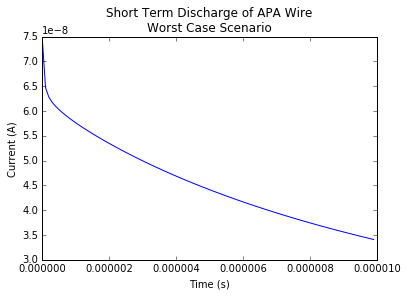 Short Term Discharge of APA Wire
Worst Case Scenario
1e−8
7.5
7.0
6.5
6.0
5.5
5.0
4.5
4.0
3.5
3.0
Current (A)
0.000000 0.000002 0.000004 0.000006 0.000008 0.000010
Time (s)